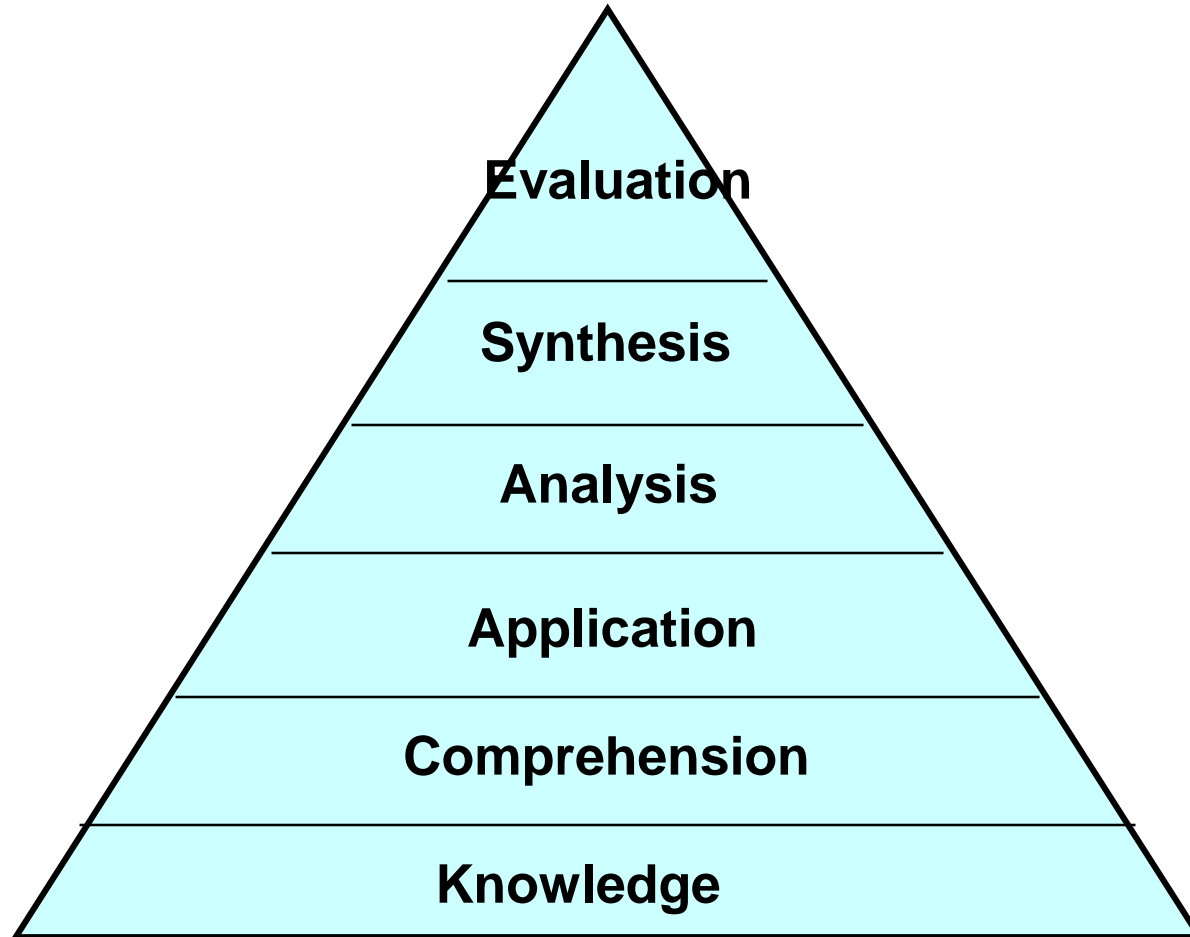 Evaluation
Synthesis
Analysis
Application
Comprehension
Knowledge